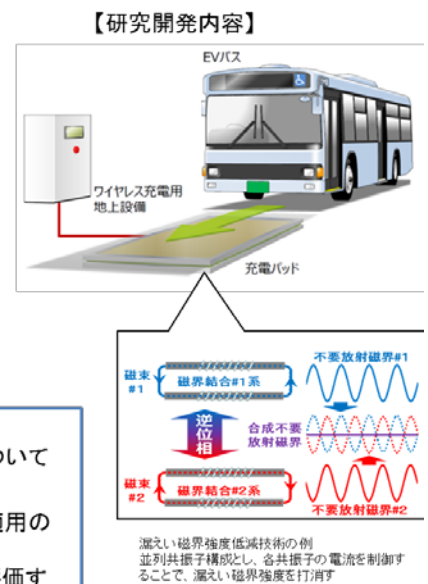 【研究開発内容】
EVバス
ワイヤレス充電用
地上設備
充電パッド
不要放射磁界#1
磁束
#1
磁界結合#1系
逆位相
合成不要
放射磁界
磁束
#2
磁界結合#2系
不要放射磁界#2
ついて
適用の
価す
漏えい磁界強度低減技術の例
並列共振子構成とし、各共振子の電流を制御す
ることで、漏えい磁界強度を打消す